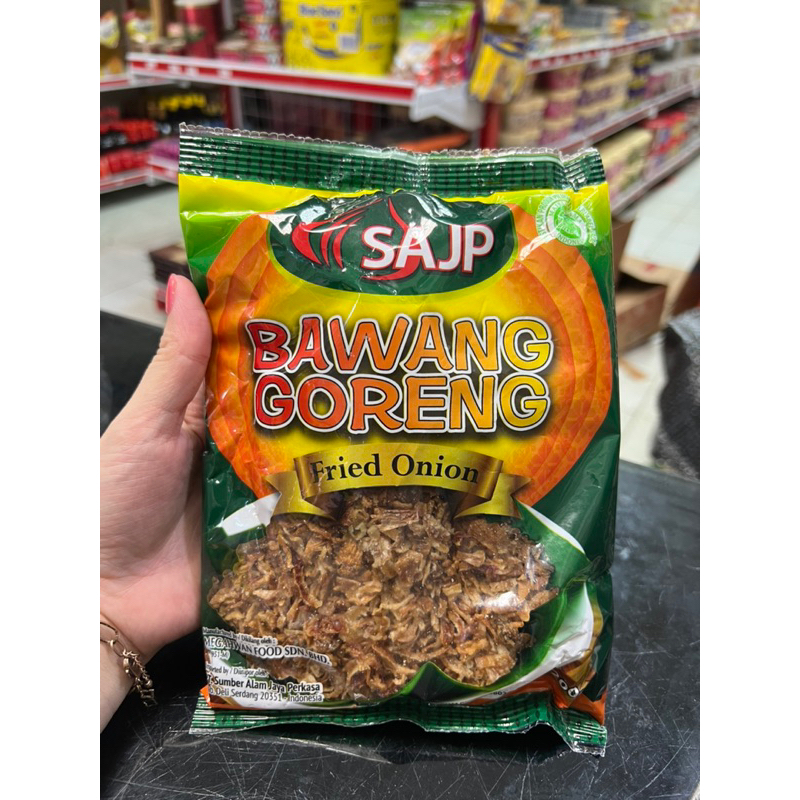 SAJP
BAWANG
GORENG
Fried Onion
FOOD SDN. BHD.
Sumber Alam Jaya Perkasa
Deli Serdang 20351 Indonesia